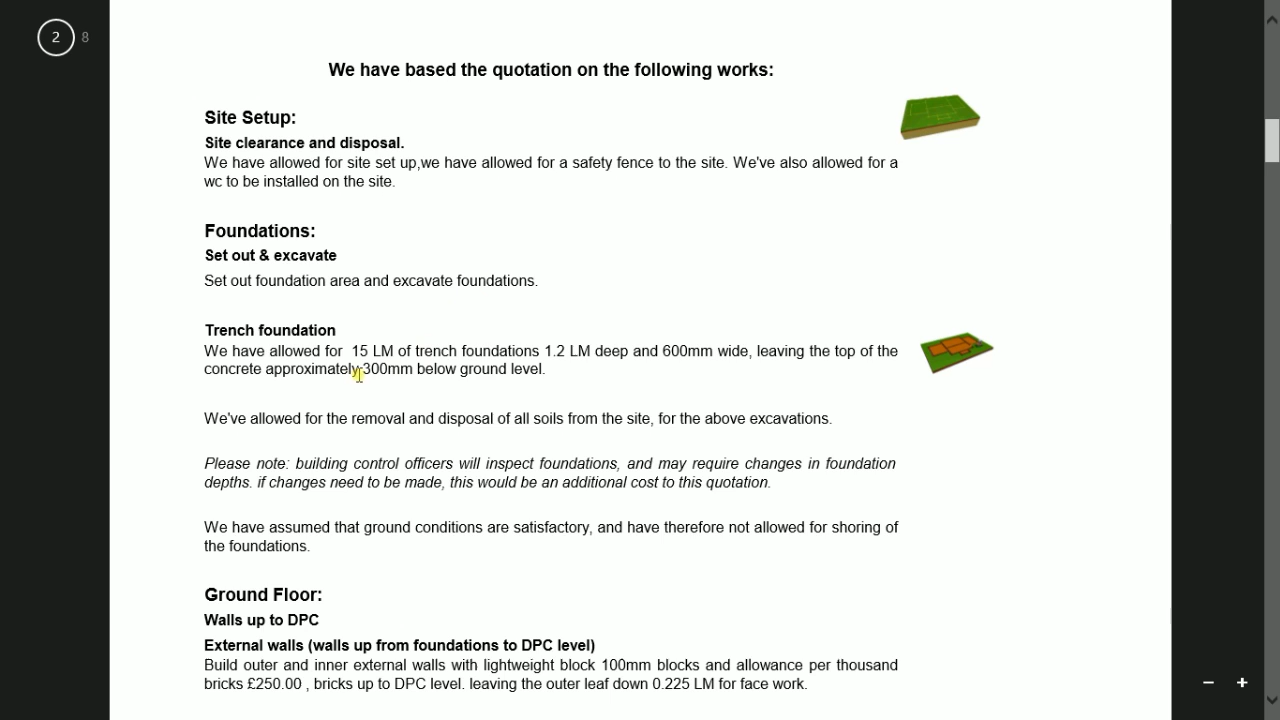 2 8
We have based the quotation on the following works:
Site Setup:
Site clearance and disposal.
We have allowed for site set up,we have allowed for a safety fence to the site. We've also allowed for a
wc to be installed on the site.
Foundations:
Set out & excavate
Set out foundation area and excavate foundations.
Trench foundation
We have allowed for  15 LM of trench foundations 1.2 LM deep and 600mm wide, leaving the top of the
concrete approximately 300mm below ground level.
We've allowed for the removal and disposal of all soils from the site, for the above excavations.
Please note: building control officers will inspect foundations, and may require changes in foundation
depths. if changes need to be made, this would be an additional cost to this quotation.
We have assumed that ground conditions are satisfactory, and have therefore not allowed for shoring of
the foundations.
Ground Floor:
Walls up to DPC
External walls (walls up from foundations to DPC level)
Build outer and inner external walls with lightweight block 100mm blocks and allowance per thousand
bricks £250.00 , bricks up to DPC level. leaving the outer leaf down 0.225 LM for face work.